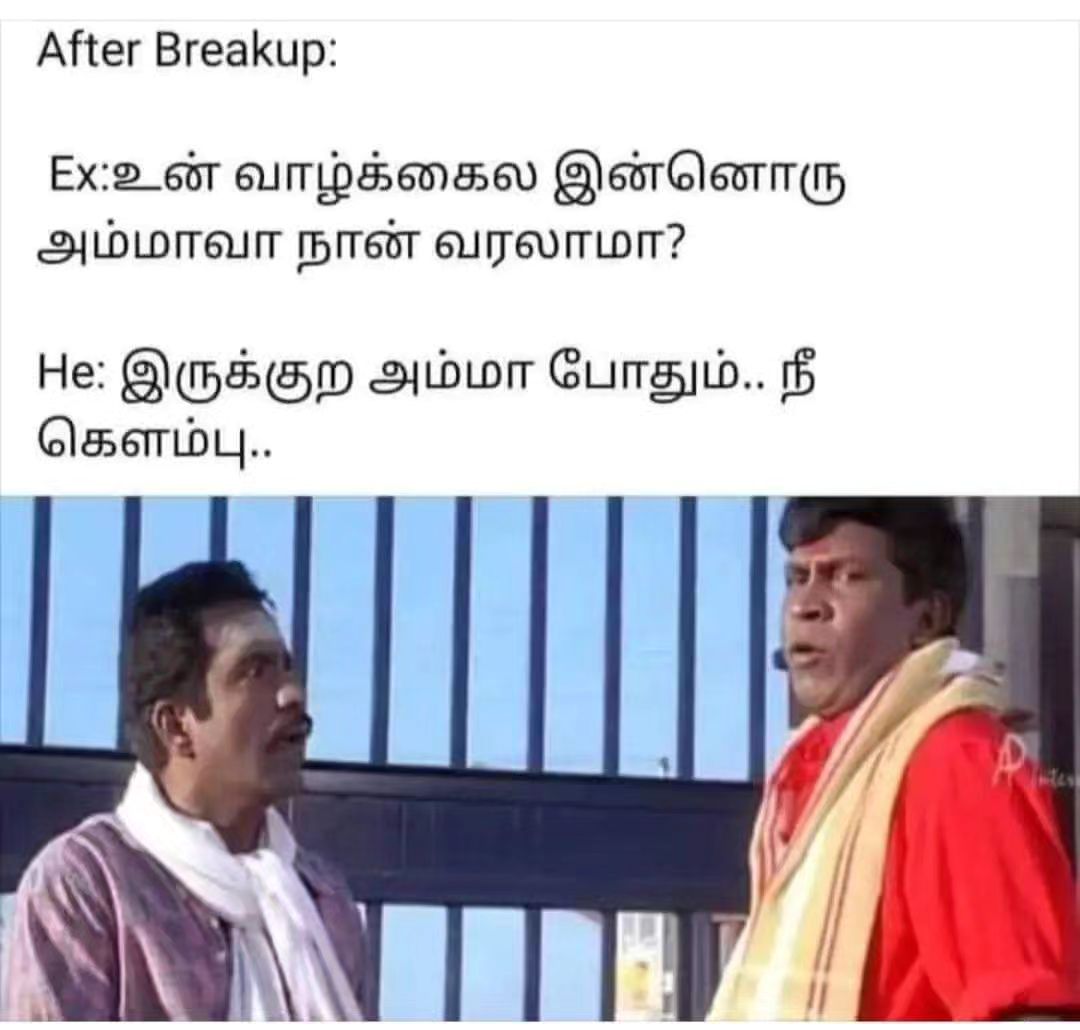 After Breakup:
Ex:உன் வாழ்க்கைல இன்னொரு
அம்மாவா நான் வரலாமா?
He: இருக்குற அம்மா போதும்.. நீ
கெளம்பு..